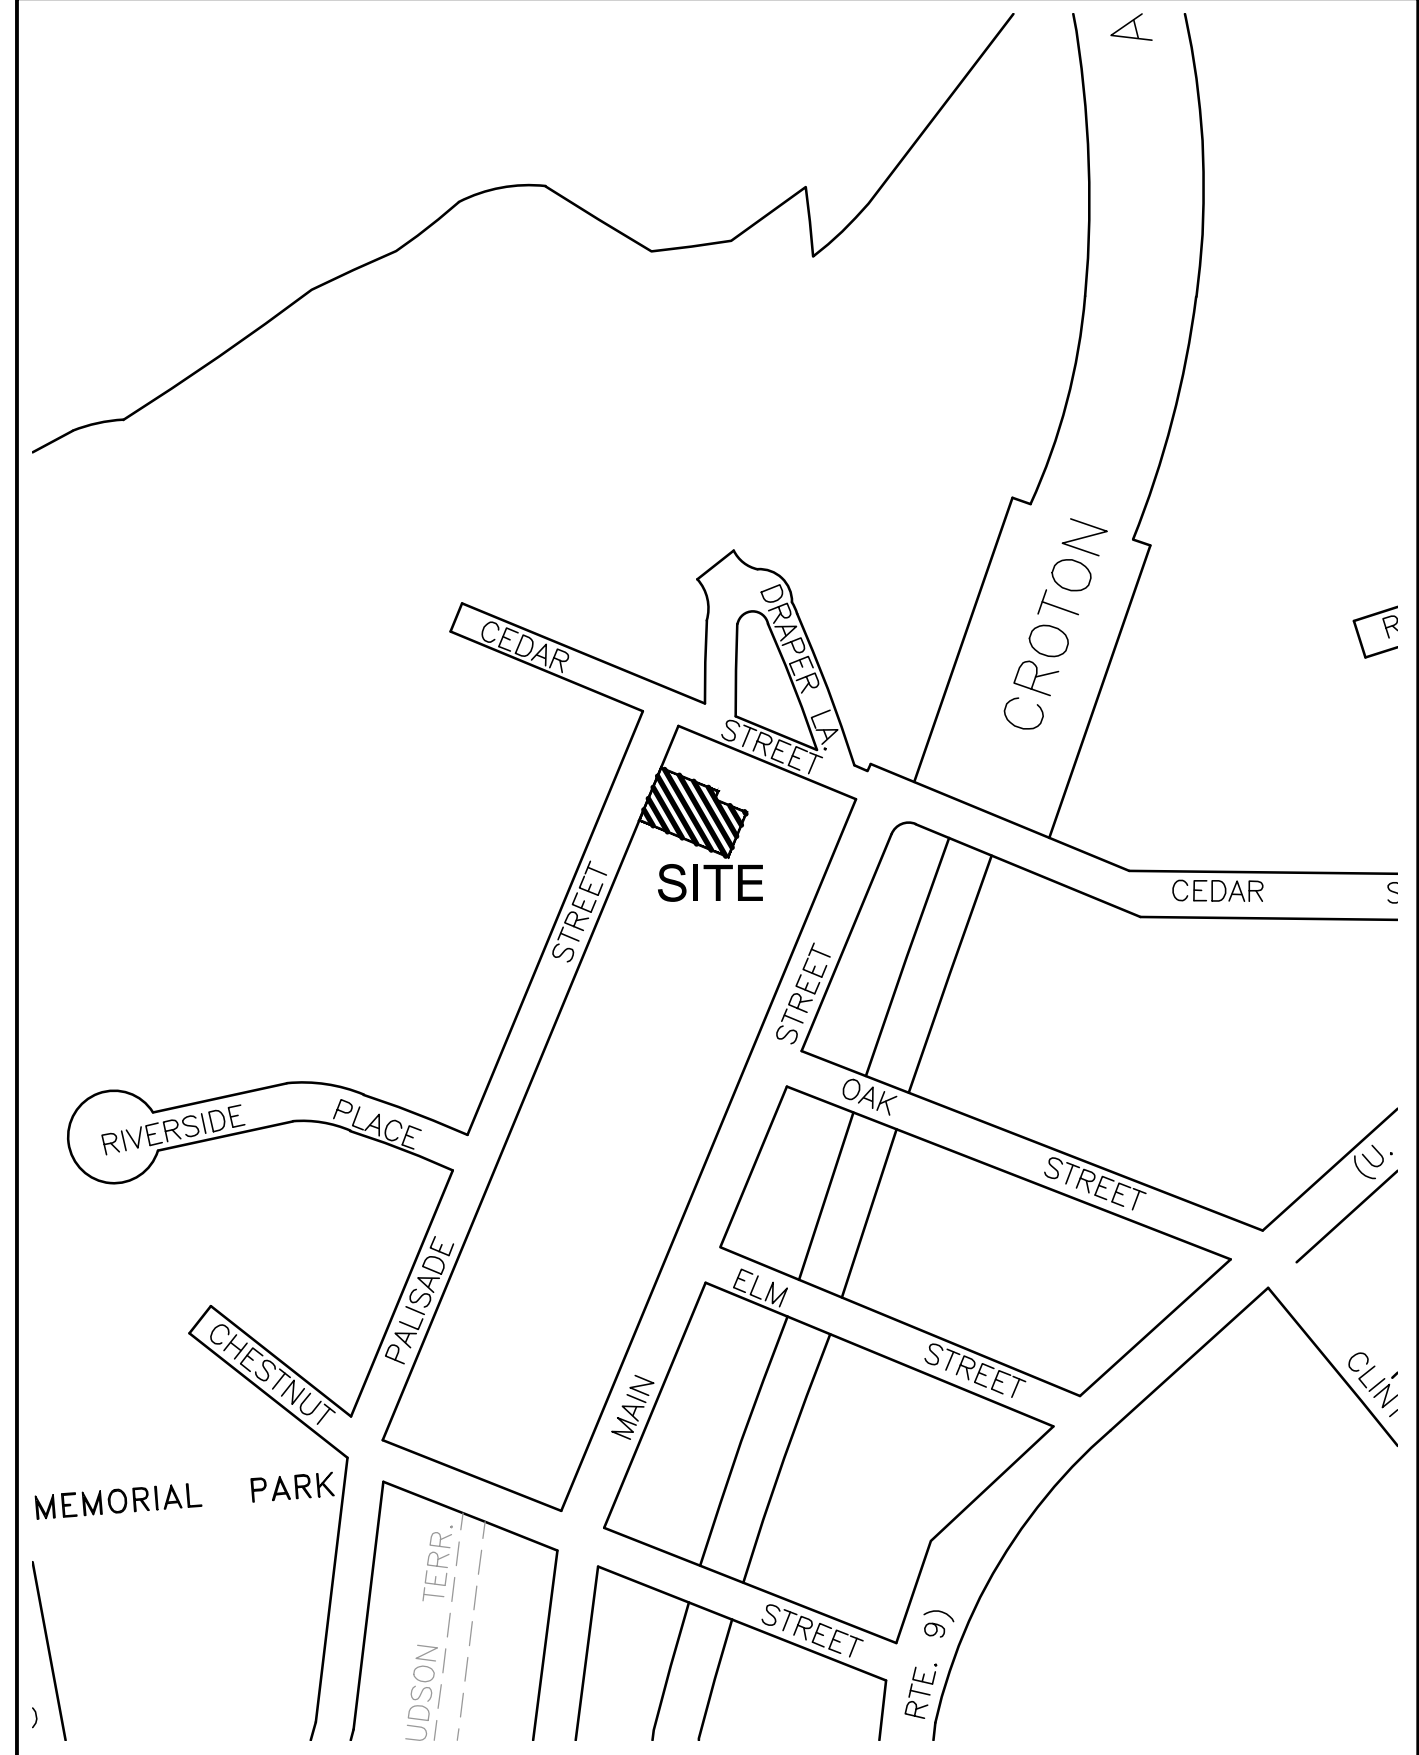 A
CROTON
R
DRAPER LA.
CEDAR
STREET
SITE
CEDAR
S
STREET
STREET
OAK
STREET
RIVERSIDE
PLACE
(U.
PALISADE
ELM
STREET
CHESTNUT
MAIN
CLINT
MEMORIAL PARK
UDSON TERR.
STREET
RTE. 9)
)